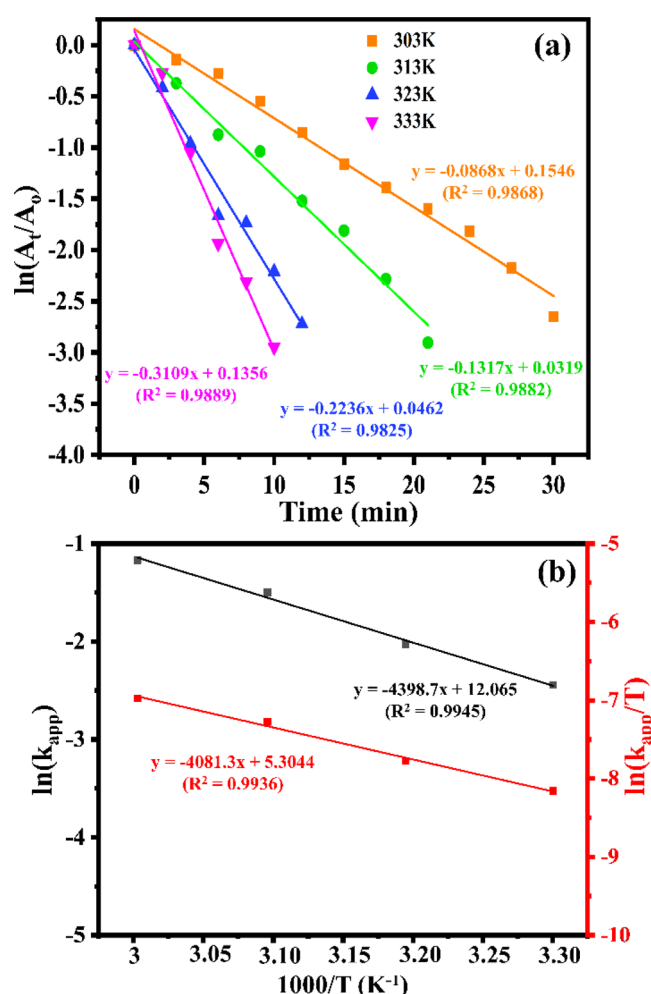 (a)
303K
313K
323K
333K
0.0
-0.5
-1.0
-1.5
-2.0
-2.5
-3.0
-3.5
-4.0
ln(Aₜ/Aₒ)
y = -0.0868x + 0.1546
(R² = 0.9868)
y = -0.3109x + 0.1356
(R² = 0.9889)
y = -0.1317x + 0.0319
(R² = 0.9882)
y = -0.2236x + 0.0462
(R² = 0.9825)
0 5 10 15 20 25 30
Time (min)
(b)
-1
-2
-3
-4
-5
ln(kₐₚₚ)
y = -4398.7x + 12.065
(R² = 0.9945)
y = -4081.3x + 5.3044
(R² = 0.9936)
-5
-6
-7
-8
-9
-10
ln(kₐₚₚ/T)
3 3.05 3.10 3.15 3.20 3.25 3.30
1000/T (K⁻¹)